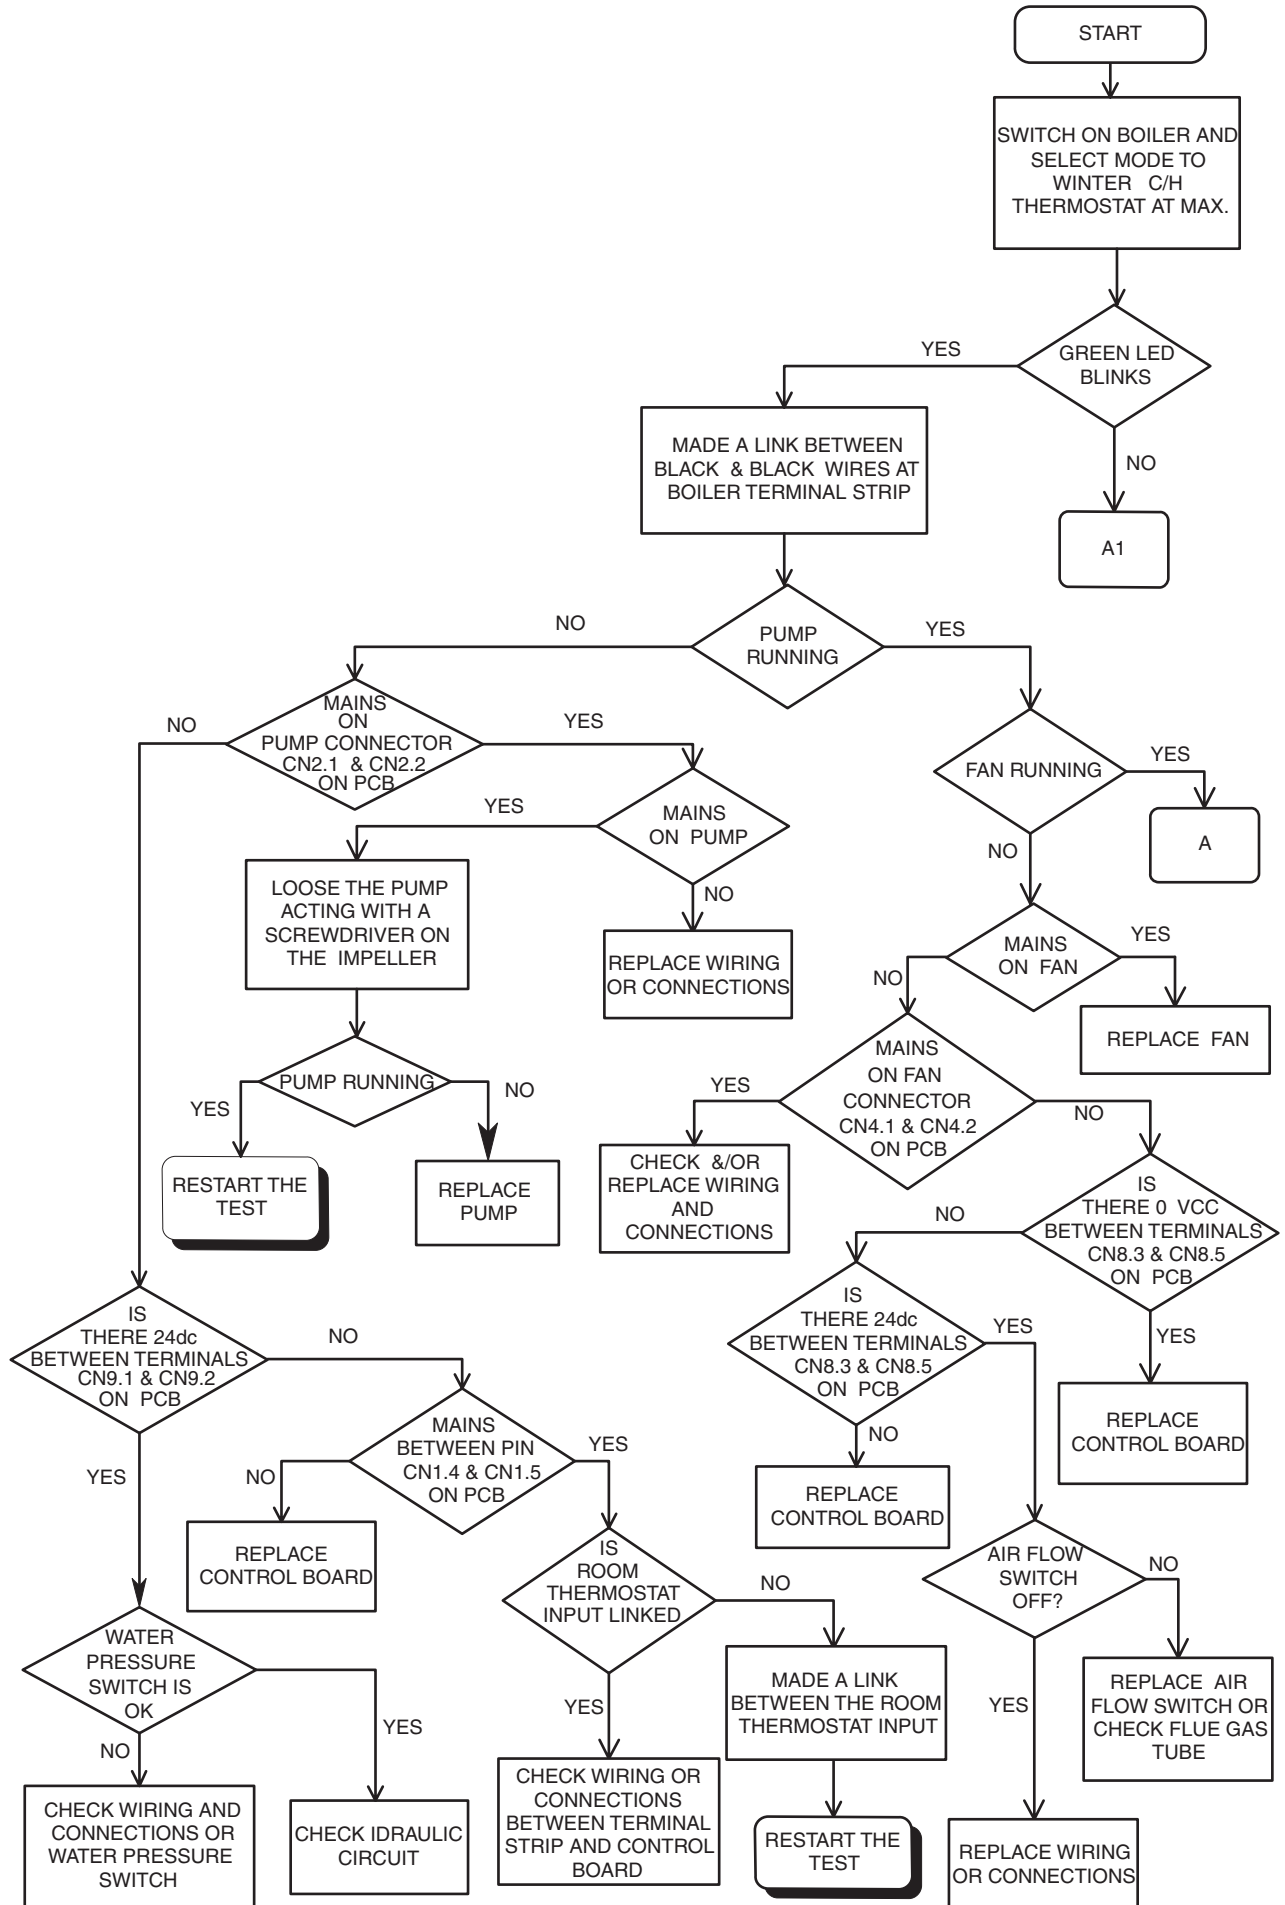 START
SWITCH ON BOILER AND
SELECT MODE TO
WINTER C/H
THERMOSTAT AT MAX.
GREEN LED
BLINKS
YES
NO
A1
MADE A LINK BETWEEN
BLACK & BLACK WIRES AT
BOILER TERMINAL STRIP
PUMP
RUNNING
NO
YES
MAINS
ON
PUMP CONNECTOR
CN2.1 & CN2.2
ON PCB
NO
YES
FAN RUNNING
YES
A
NO
MAINS
ON PUMP
YES
NO
LOOSE THE PUMP
ACTING WITH A
SCREWDRIVER ON
THE IMPELLER
REPLACE WIRING
OR CONNECTIONS
MAINS
ON FAN
YES
NO
REPLACE FAN
PUMP RUNNING
YES
NO
RESTART THE
TEST
REPLACE
PUMP
MAINS
ON FAN
CONNECTOR
CN4.1 & CN4.2
ON PCB
YES
NO
CHECK &/OR
REPLACE WIRING
AND
CONNECTIONS
IS
THERE 0 VCC
BETWEEN TERMINALS
CN8.3 & CN8.5
ON PCB
NO
YES
REPLACE
CONTROL BOARD
IS
THERE 24dc
BETWEEN TERMINALS
CN8.3 & CN8.5
ON PCB
YES
NO
REPLACE
CONTROL BOARD
IS
THERE 24dc
BETWEEN TERMINALS
CN9.1 & CN9.2
ON PCB
NO
YES
MAINS
BETWEEN PIN
CN1.4 & CN1.5
ON PCB
NO
YES
REPLACE
CONTROL BOARD
IS
ROOM
THERMOSTAT
INPUT LINKED
NO
YES
AIR FLOW
SWITCH
OFF?
NO
YES
WATER
PRESSURE
SWITCH IS
OK
NO
YES
MADE A LINK
BETWEEN THE ROOM
THERMOSTAT INPUT
REPLACE AIR
FLOW SWITCH OR
CHECK FLUE GAS
TUBE
CHECK WIRING AND
CONNECTIONS OR
WATER PRESSURE
SWITCH
CHECK IDRAULIC
CIRCUIT
CHECK WIRING OR
CONNECTIONS
BETWEEN TERMINAL
STRIP AND CONTROL
BOARD
RESTART THE
TEST
REPLACE WIRING
OR CONNECTIONS